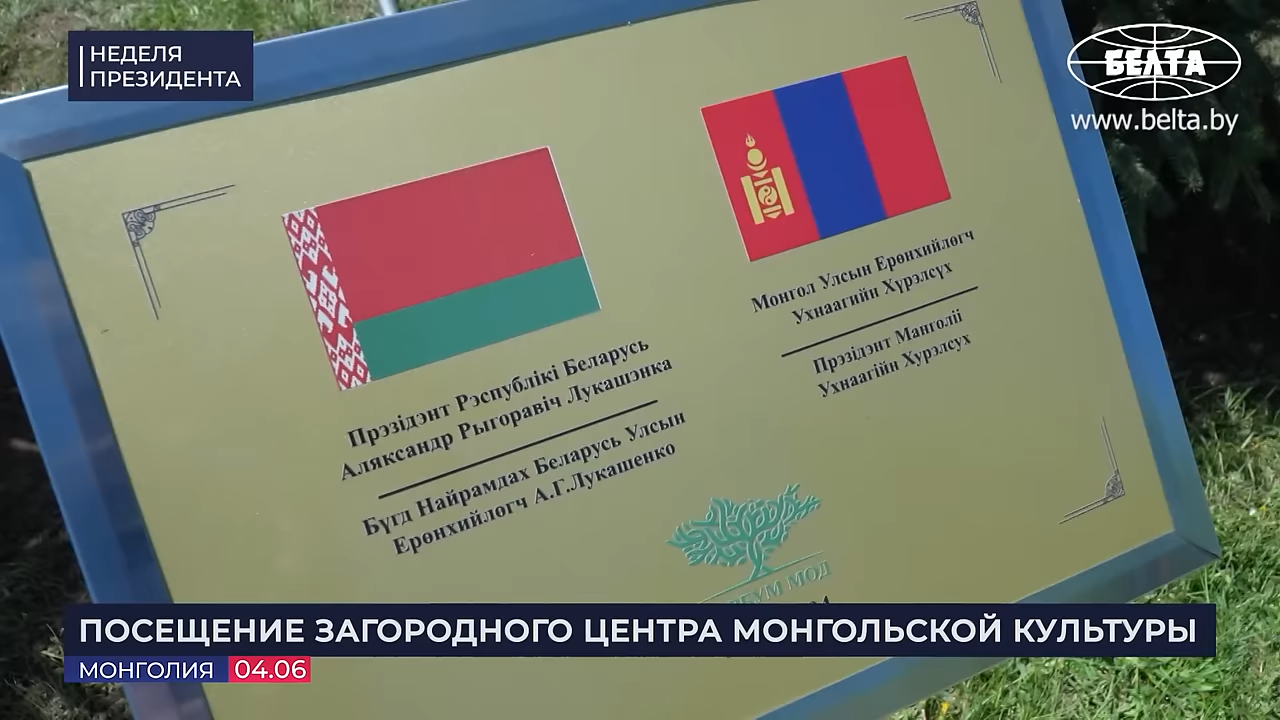 НЕДЕЛЯ
ПРЕЗИДЕНТА
БЕЛТА
www.belta.by
Прэзідэнт Рэспублікі Беларусь
Аляксандр Рыгоравіч Лукашэнка
Бүгд Найрамдах Беларусь Улсын
Ерөнхийлөгч А.Г.Лукашенко
Монгол Улсын Ерөнхийлөгч
Ухнаагийн Хүрэлсүх
Прэзідэнт Манголіі
Ухнаагійн Хурэлсух
МОД
ПОСЕЩЕНИЕ ЗАГОРОДНОГО ЦЕНТРА МОНГОЛЬСКОЙ КУЛЬТУРЫ
МОНГОЛИЯ 04.06